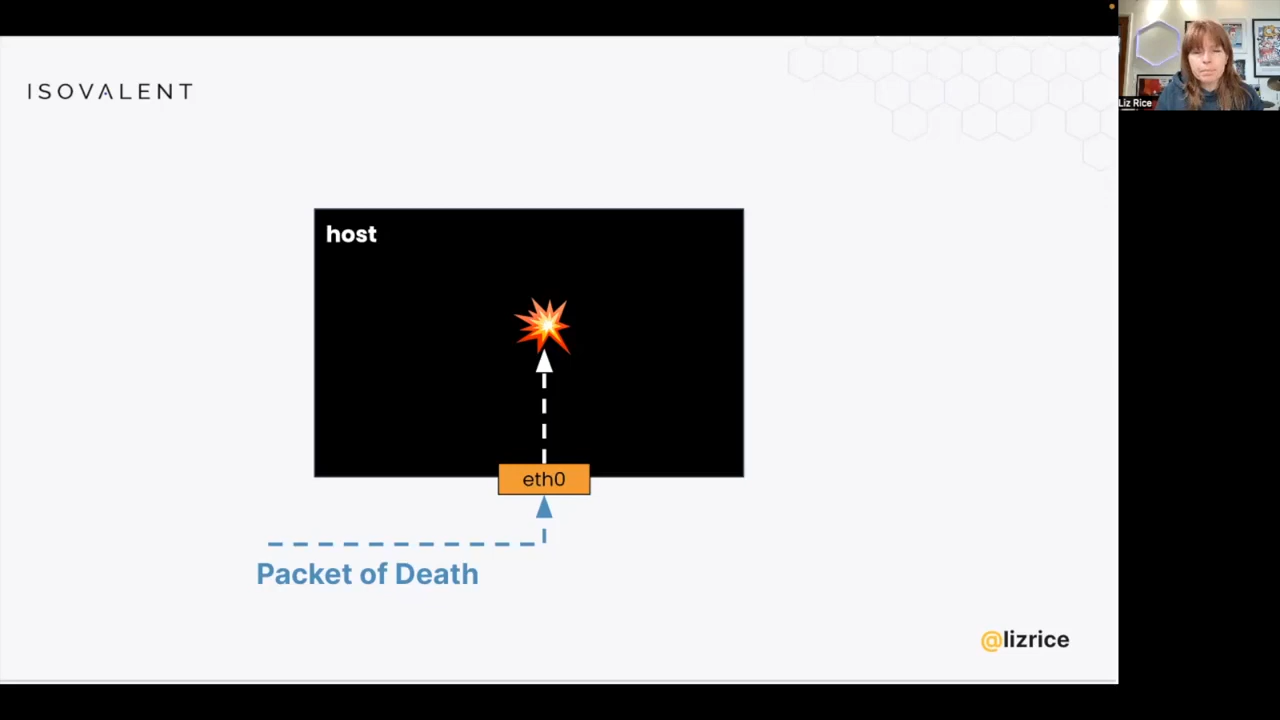 ISOVALENT
Liz Rice
host
eth0
Packet of Death
@lizrice